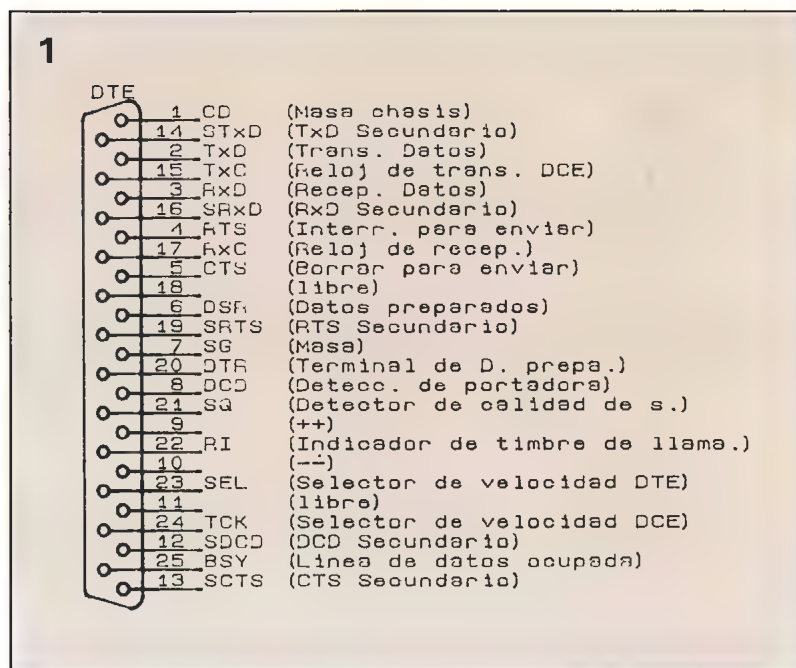 1
DTE
1 CD (Masa chasis)
14 STxD (TxD Secundario)
2 TxD (Trans. Datos)
15 TxC (Reloj de trans. DCE)
3 RxD (Recep. Datos)
16 SRxD (RxD Secundario)
4 RTS (Interr. para enviar)
17 RxC (Reloj de recep.)
5 CTS (Borrar para enviar)
18 (libre)
6 DSR (Datos preparados)
19 SRTS (RTS Secundario)
7 SG (Masa)
20 DTR (Terminal de D. prepa.)
8 DCD (Detecc. de portadora)
21 SQ (Detector de calidad de s.)
9 (++)
22 RI (Indicador de timbre de llama.)
10 (--)
23 SEL (Selector de velocidad DTE)
11 (libre)
24 TCK (Selector de velocidad DCE)
12 SDCD (DCD Secundario)
25 BSY (Linea de datos ocupada)
13 SCTS (CTS Secundario)